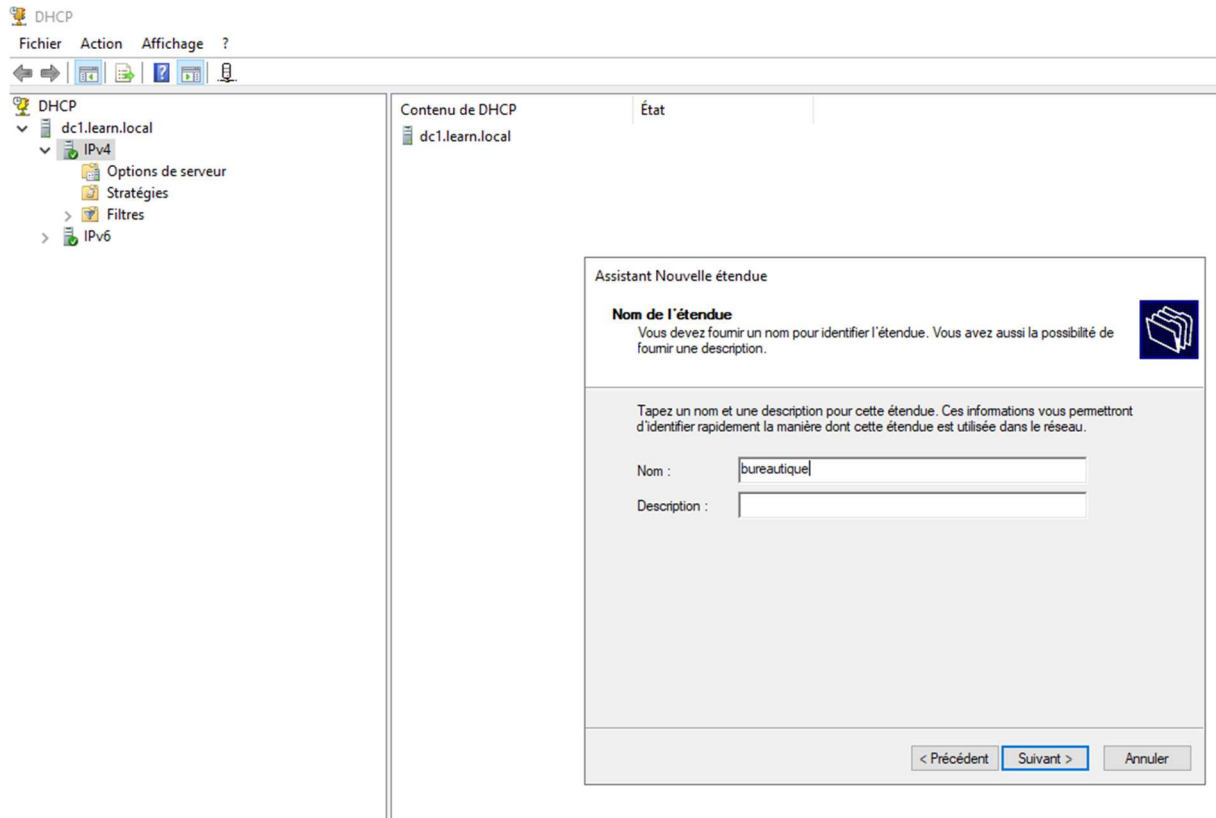 DHCP
Fichier Action Affichage ?
DHCP
dc1.learn.local
IPv4
Options de serveur
Stratégies
Filtres
IPv6
Contenu de DHCP État
dc1.learn.local
Assistant Nouvelle étendue
Nom de l'étendue
Vous devez fournir un nom pour identifier l'étendue. Vous avez aussi la possibilité de
fournir une description.
Tapez un nom et une description pour cette étendue. Ces informations vous permettront
d'identifier rapidement la manière dont cette étendue est utilisée dans le réseau.
Nom : bureautique
Description :
< Précédent Suivant > Annuler